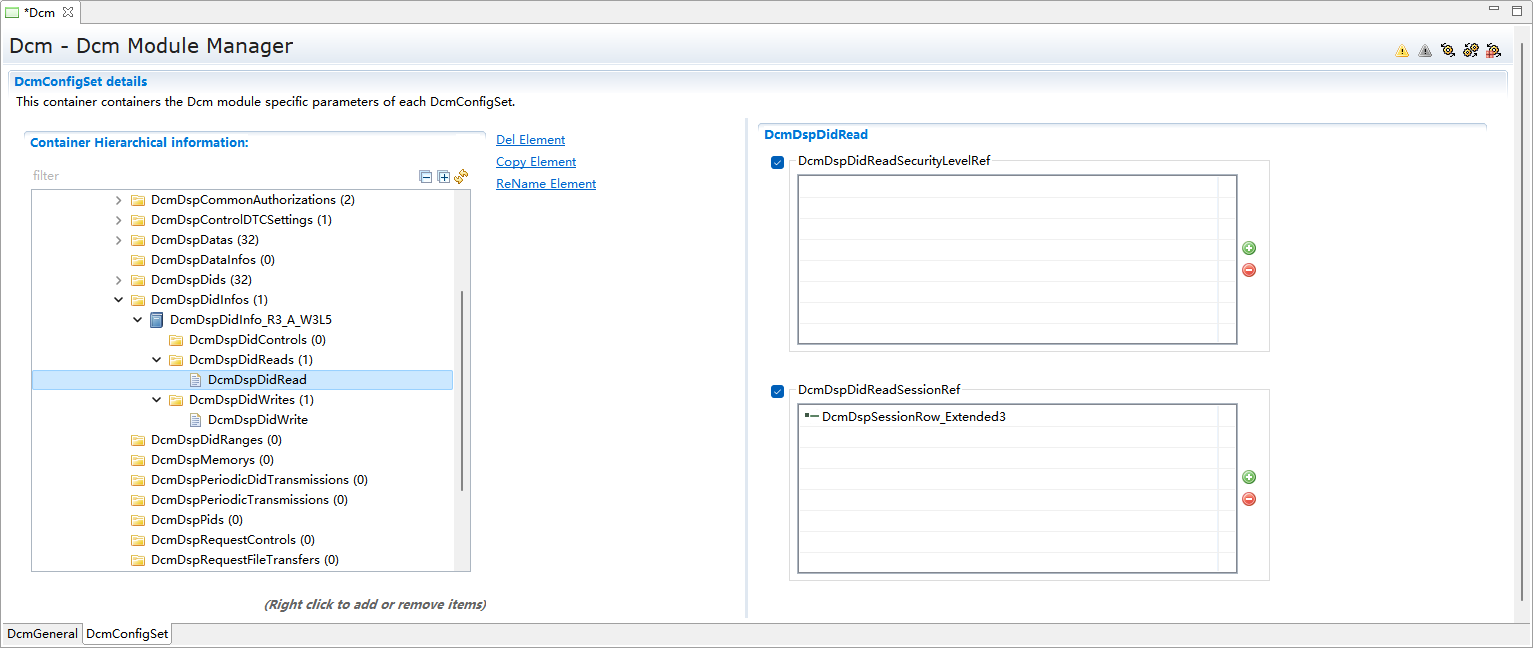 *Dcm
Dcm - Dcm Module Manager
DcmConfigSet details
This container containers the Dcm module specific parameters of each DcmConfigSet.
Container Hierarchical information:
filter
DcmDspCommonAuthorizations (2)
DcmDspControlDTCSettings (1)
DcmDspDatas (32)
DcmDspDataInfos (0)
DcmDspDids (32)
DcmDspDidInfos (1)
DcmDspDidInfo_R3_A_W3L5
DcmDspDidControls (0)
DcmDspDidReads (1)
DcmDspDidRead
DcmDspDidWrites (1)
DcmDspDidWrite
DcmDspDidRanges (0)
DcmDspMemorys (0)
DcmDspPeriodicDidTransmissions (0)
DcmDspPeriodicTransmissions (0)
DcmDspPids (0)
DcmDspRequestControls (0)
DcmDspRequestFileTransfers (0)
(Right click to add or remove items)
Del Element
Copy Element
ReName Element
DcmDspDidRead
DcmDspDidReadSecurityLevelRef
DcmDspDidReadSessionRef
DcmDspSessionRow_Extended3
DcmGeneral
DcmConfigSet